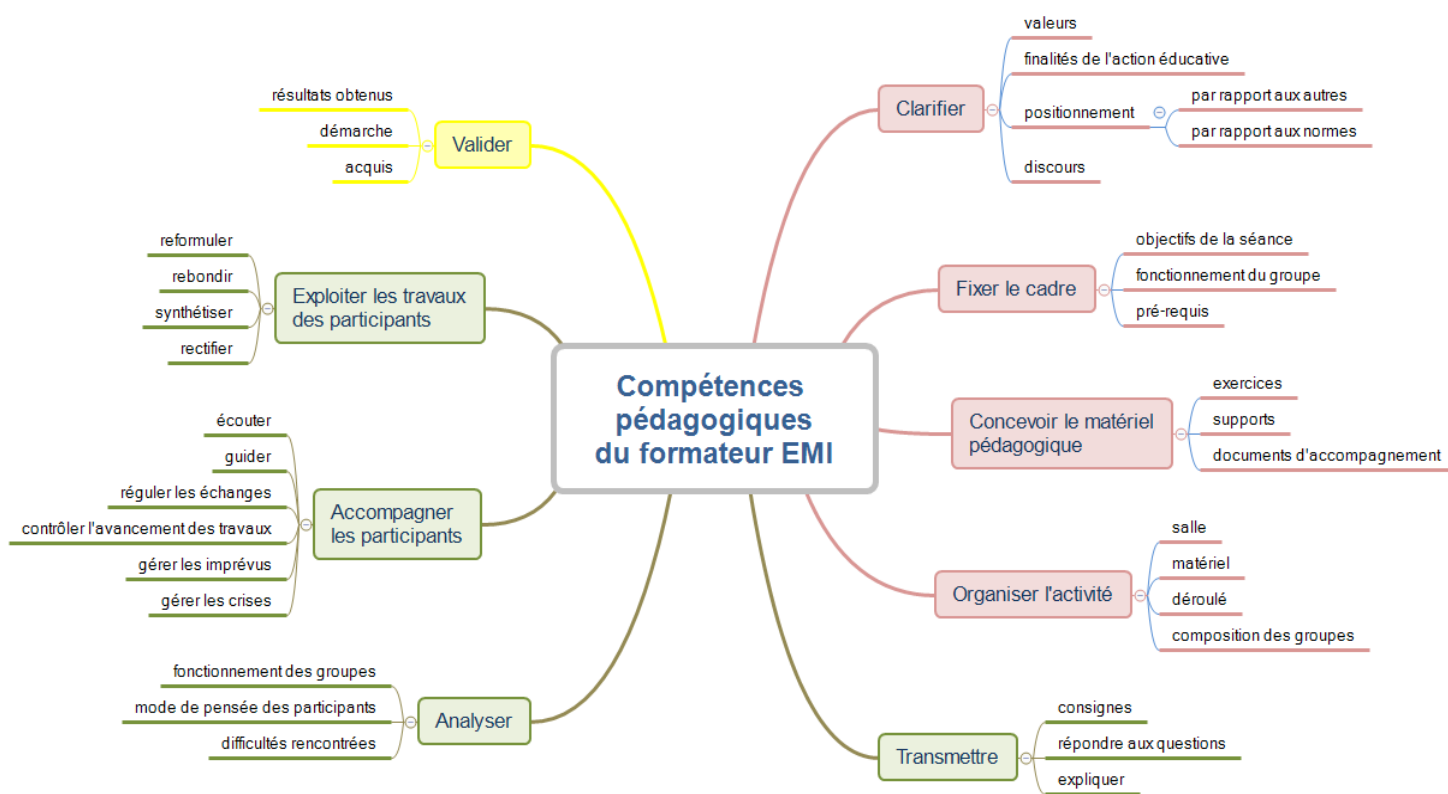 Compétences
pédagogiques
du formateur EMI
Clarifier
valeurs
finalités de l'action éducative
positionnement
par rapport aux autres
par rapport aux normes
discours
Fixer le cadre
objectifs de la séance
fonctionnement du groupe
pré-requis
Concevoir le matériel
pédagogique
exercices
supports
documents d'accompagnement
Organiser l'activité
salle
matériel
déroulé
composition des groupes
Transmettre
consignes
répondre aux questions
expliquer
Analyser
fonctionnement des groupes
mode de pensée des participants
difficultés rencontrées
Accompagner
les participants
écouter
guider
réguler les échanges
contrôler l'avancement des travaux
gérer les imprévus
gérer les crises
Exploiter les travaux
des participants
reformuler
rebondir
synthétiser
rectifier
Valider
résultats obtenus
démarche
acquis